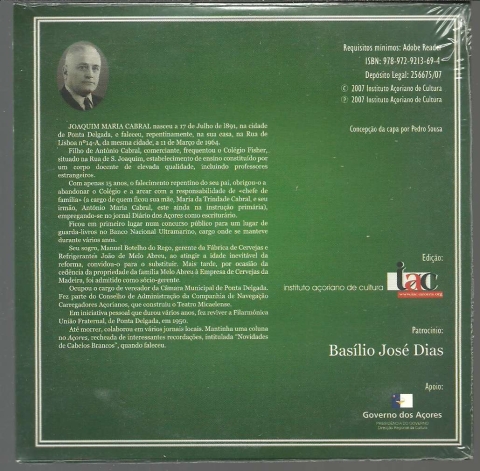 JOAQUIM MARIA CABRAL nasceu a 17 de Julho de 1891, na cidade
de Ponta Delgada, e faleceu, repentinamente, na sua casa, na Rua de
Lisboa nº14-A, da mesma cidade, a 11 de Março de 1964.
Filho de António Cabral, comerciante, frequentou o Colégio Fisher,
situado na Rua de S. Joaquim, estabelecimento de ensino constituído por
um corpo docente de elevada qualidade, incluindo professores
estrangeiros.
Com apenas 15 anos, o falecimento repentino do seu pai, obrigou-o a
abandonar o Colégio e a arcar com a responsabilidade de «chefe de
família» (a cargo de quem ficou sua mãe, Maria da Trindade Cabral, e seu
irmão, António Maria Cabral, este ainda na instrução primária),
empregando-se no jornal Diário dos Açores como escriturário.
Ficou em primeiro lugar num concurso público para um lugar de
guarda-livros no Banco Nacional Ultramarino, cargo onde se manteve
durante vários anos.
Seu sogro, Manuel Botelho do Rego, gerente da Fábrica de Cervejas e
Refrigerantes João de Melo Abreu, ao atingir a idade inevitável da
reforma, convidou-o para o substituir. Mais tarde, por ocasião da
cedência da propriedade da família Melo Abreu à Empresa de Cervejas da
Madeira, foi admitido como sócio-gerente.
Ocupou o cargo de vereador da Câmara Municipal de Ponta Delgada.
Fez parte do Conselho de Administração da Companhia de Navegação
Carregadores Açorianos, que construiu o Teatro Micaelense.
Em iniciativa pessoal que durou vários anos, fez reviver a Filarmónica
União Fraternal, de Ponta Delgada, em 1950.
Até morrer, colaborou em vários jornais locais. Mantinha uma coluna
no Açores, recheada de interessantes recordações, intitulada "Novidades
de Cabelos Brancos", quando faleceu.
Requisitos mínimos: Adobe Reader
ISBN: 978-972-9213-69-4
Depósito Legal: 256675/07
© 2007 Instituto Açoriano de Cultura
℗ 2007 Instituto Açoriano de Cultura
Concepção da capa por Pedro Sousa
Edição:
instituto açoriano de cultura iac
www.iac-azores.org
Patrocínio:
Basílio José Dias
Apoio:
Governo dos Açores
PRESIDÊNCIA DO GOVERNO
Direcção Regional da Cultura